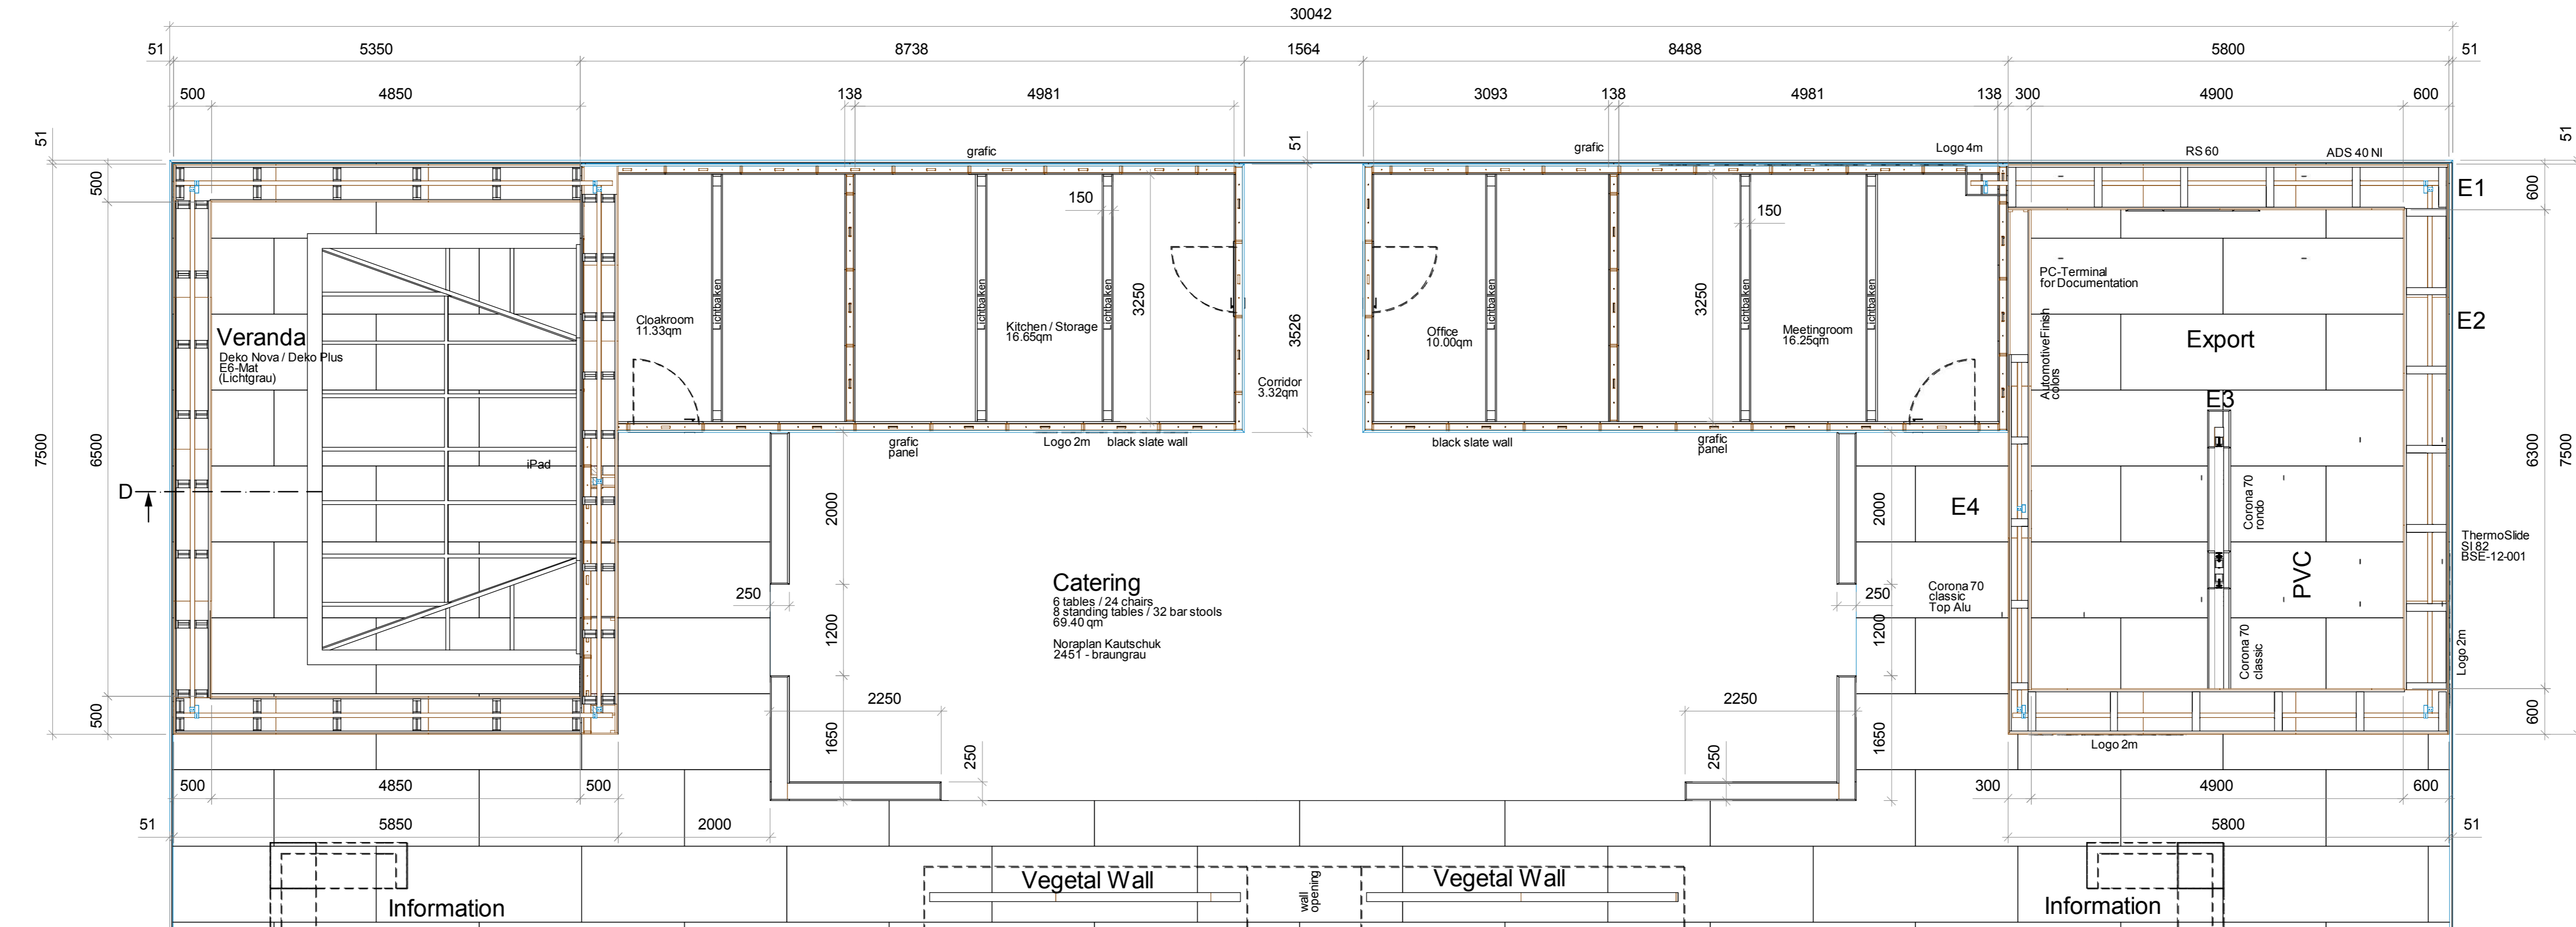 30042
51 5350 8738 1564 8488 5800 51
500 4850 138 4981 3093 138 4981 138 300 4900 600
51 51 51
grafic grafic Logo 4m RS 60 ADS 40 NI
500 600
E1
150 150
Veranda
Deko Nova / Deko Plus
E6-Mat
(Lichtgrau)
Cloakroom
11.33qm
Lichtbalken
Lichtbalken
Kitchen / Storage
16.65qm
Lichtbalken
3250
3526
Corridor
3.32qm
Office
10.00qm
Lichtbalken
3250
Lichtbalken
Meetingroom
16.25qm
Lichtbalken
PC-Terminal
for Documentation
Automotive Finish
colors
Export
E2
E3
7500 6500
6300 7500
grafic
panel
Logo 2m black slate wall
black slate wall
grafic
panel
iPad
D
2000
2000
E4
Corona 70
rondo
ThermoSlide
SI 82
BSE-12-001
PVC
Catering
6 tables / 24 chairs
8 standing tables / 32 bar stools
69.40 qm
Noraplan Kautschuk
2451 - braungrau
250
1200
250
1200
Corona 70
classic
Top Alu
Corona 70
classic
Logo 2m
500
2250
2250
1650
250
250
1650
600
Logo 2m
500 4850 500
300 4900 600
51 5850 2000
5800 51
Information
Vegetal Wall
wall
opening
Vegetal Wall
Information